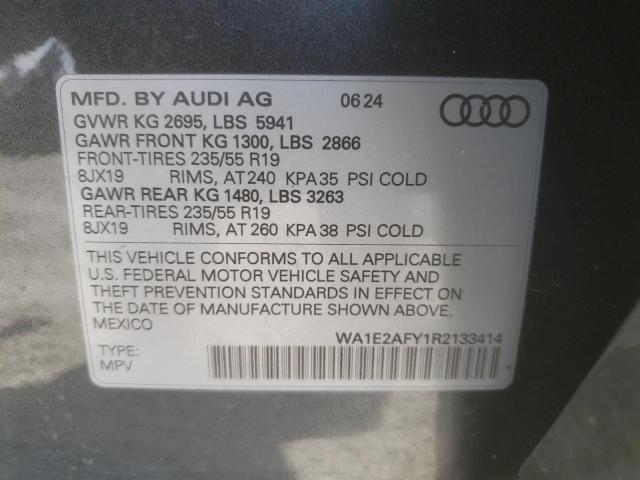 MFD. BY AUDI AG 06 24
GVWR KG 2695, LBS 5941
GAWR FRONT KG 1300, LBS 2866
FRONT-TIRES 235/55 R19
8JX19 RIMS, AT 240 KPA 35 PSI COLD
GAWR REAR KG 1480, LBS 3263
REAR-TIRES 235/55 R19
8JX19 RIMS, AT 260 KPA 38 PSI COLD
THIS VEHICLE CONFORMS TO ALL APPLICABLE
U.S. FEDERAL MOTOR VEHICLE SAFETY AND
THEFT PREVENTION STANDARDS IN EFFECT ON
THE DATE OF MANUFACTURE SHOWN ABOVE.
MEXICO
WA1E2AFY1R2133414
TYPE:
MPV